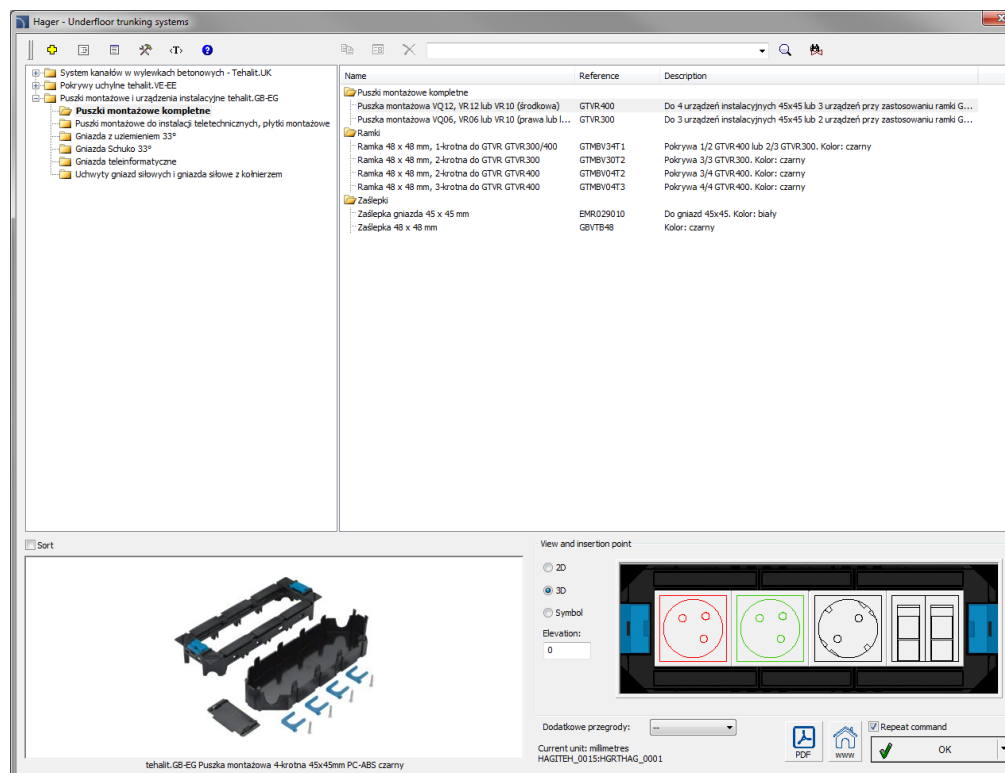 Hager - Underfloor trunking systems
‹T›
System kanałów w wylewkach betonowych - Tehalit.UK
Pokrywy uchylne tehalit.VE-EE
Puszki montażowe i urządzenia instalacyjne tehalit.GB-EG
Puszki montażowe kompletne
Puszki montażowe do instalacji teletechnicznych, płytki montażowe
Gniazda z uziemieniem 33°
Gniazda Schuko 33°
Gniazda teleinformatyczne
Uchwyty gniazd siłowych i gniazda siłowe z kołnierzem
Name Reference Description
Puszki montażowe kompletne
Puszka montażowa VQ12, VR12 lub VR10 (środkowa) GTVR400 Do 4 urządzeń instalacyjnych 45x45 lub 3 urządzeń przy zastosowaniu ramki G...
Puszka montażowa VQ06, VR06 lub VR10 (prawa lub l... GTVR300 Do 3 urządzeń instalacyjnych 45x45 lub 2 urządzeń przy zastosowaniu ramki G...
Ramki
Ramka 48 x 48 mm, 1-krotna do GTVR GTVR300/400 GTMBV34T1 Pokrywa 1/2 GTVR400 lub 2/3 GTVR300. Kolor: czarny
Ramka 48 x 48 mm, 2-krotna do GTVR GTVR300 GTMBV30T2 Pokrywa 3/3 GTVR300. Kolor: czarny
Ramka 48 x 48 mm, 2-krotna do GTVR GTVR400 GTMBV04T2 Pokrywa 3/4 GTVR400. Kolor: czarny
Ramka 48 x 48 mm, 3-krotna do GTVR GTVR400 GTMBV04T3 Pokrywa 4/4 GTVR400. Kolor: czarny
Zaślepki
Zaślepka gniazda 45 x 45 mm EMR029010 Do gniazd 45x45. Kolor: biały
Zaślepka 48 x 48 mm GBVTB48 Kolor: czarny
Sort
tehalit.GB-EG Puszka montażowa 4-krotna 45x45mm PC-ABS czarny
View and insertion point
2D
3D
Symbol
Elevation:
0
Dodatkowe przegrody: --
Current unit: millimetres
HAGITEH_0015:HGRTHAG_0001
PDF
www
Repeat command
OK